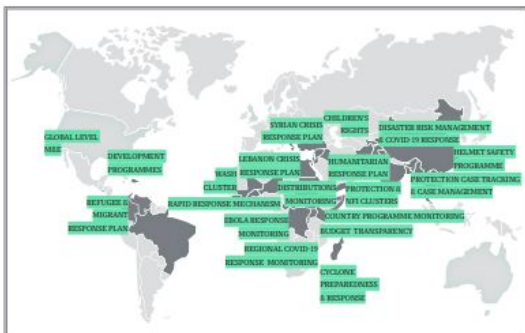 GLOBAL LEVEL
M&E
DEVELOPMENT
PROGRAMMES
REFUGEE &
MIGRANT
RESPONSE PLAN
SYRIAN CRISIS
RESPONSE PLAN
CHILDREN'S
RIGHTS
DISASTER RISK MANAGEMENT
& COVID-19 RESPONSE
HELMET SAFETY
PROGRAMME
LEBANON CRISIS
RESPONSE PLAN
HUMANITARIAN
RESPONSE PLAN
PROTECTION CASE TRACKING
& CASE MANAGEMENT
WASH
CLUSTER
DISTRIBUTIONS
MONITORING
PROTECTION &
NFI CLUSTERS
RAPID RESPONSE MECHANISM
EBOLA RESPONSE
MONITORING
COUNTRY PROGRAMME MONITORING
BUDGET TRANSPARENCY
REGIONAL COVID-19
RESPONSE MONITORING
CYCLONE
PREPAREDNESS
& RESPONSE